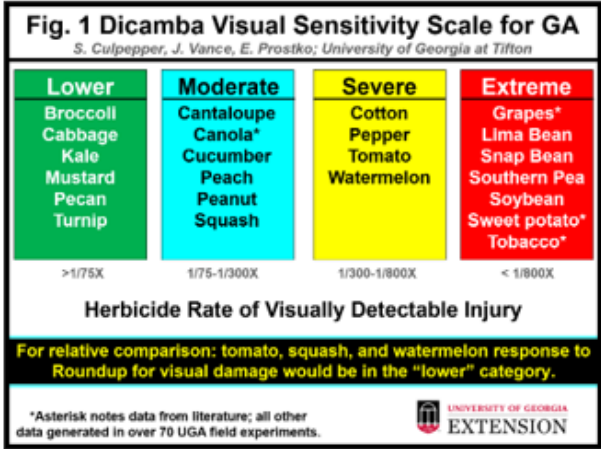 Fig. 1 Dicamba Visual Sensitivity Scale for GA
S. Culpepper, J. Vance, E. Prostko; University of Georgia at Tifton
Lower
Broccoli
Cabbage
Kale
Mustard
Pecan
Turnip
>1/75X
Moderate
Cantaloupe
Canola*
Cucumber
Peach
Peanut
Squash
1/75-1/300X
Severe
Cotton
Pepper
Tomato
Watermelon
1/300-1/800X
Extreme
Grapes*
Lima Bean
Snap Bean
Southern Pea
Soybean
Sweet potato*
Tobacco*
< 1/800X
Herbicide Rate of Visually Detectable Injury
For relative comparison: tomato, squash, and watermelon response to
Roundup for visual damage would be in the “lower” category.
*Asterisk notes data from literature; all other
data generated in over 70 UGA field experiments.
UNIVERSITY OF GEORGIA
EXTENSION